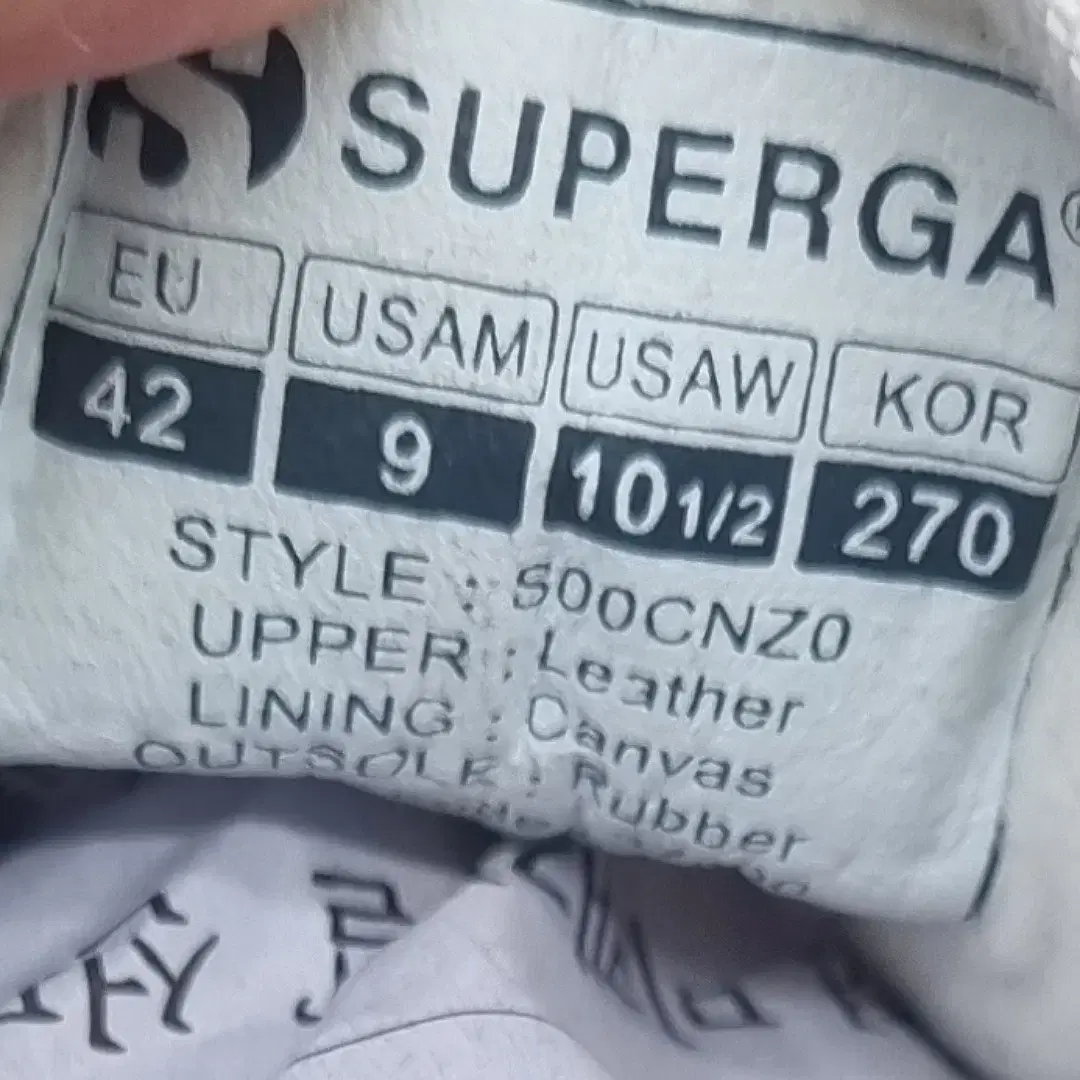 SUPERGA®
EU USAM USAW KOR
42 9 10 1/2 270
STYLE : S00CNZ0
UPPER : Leather
LINING : Canvas
OUTSOLE : Rubber